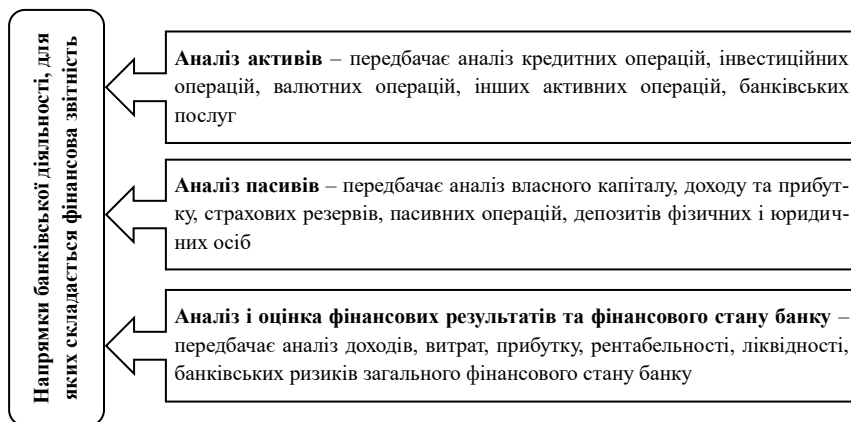 Напрямки банківської діяльності, для
яких складається фінансова звітність
Аналіз активів – передбачає аналіз кредитних операцій, інвестиційних
операцій, валютних операцій, інших активних операцій, банківських
послуг
Аналіз пасивів – передбачає аналіз власного капіталу, доходу та прибут-
ку, страхових резервів, пасивних операцій, депозитів фізичних і юридич-
них осіб
Аналіз і оцінка фінансових результатів та фінансового стану банку –
передбачає аналіз доходів, витрат, прибутку, рентабельності, ліквідності,
банківських ризиків загального фінансового стану банку